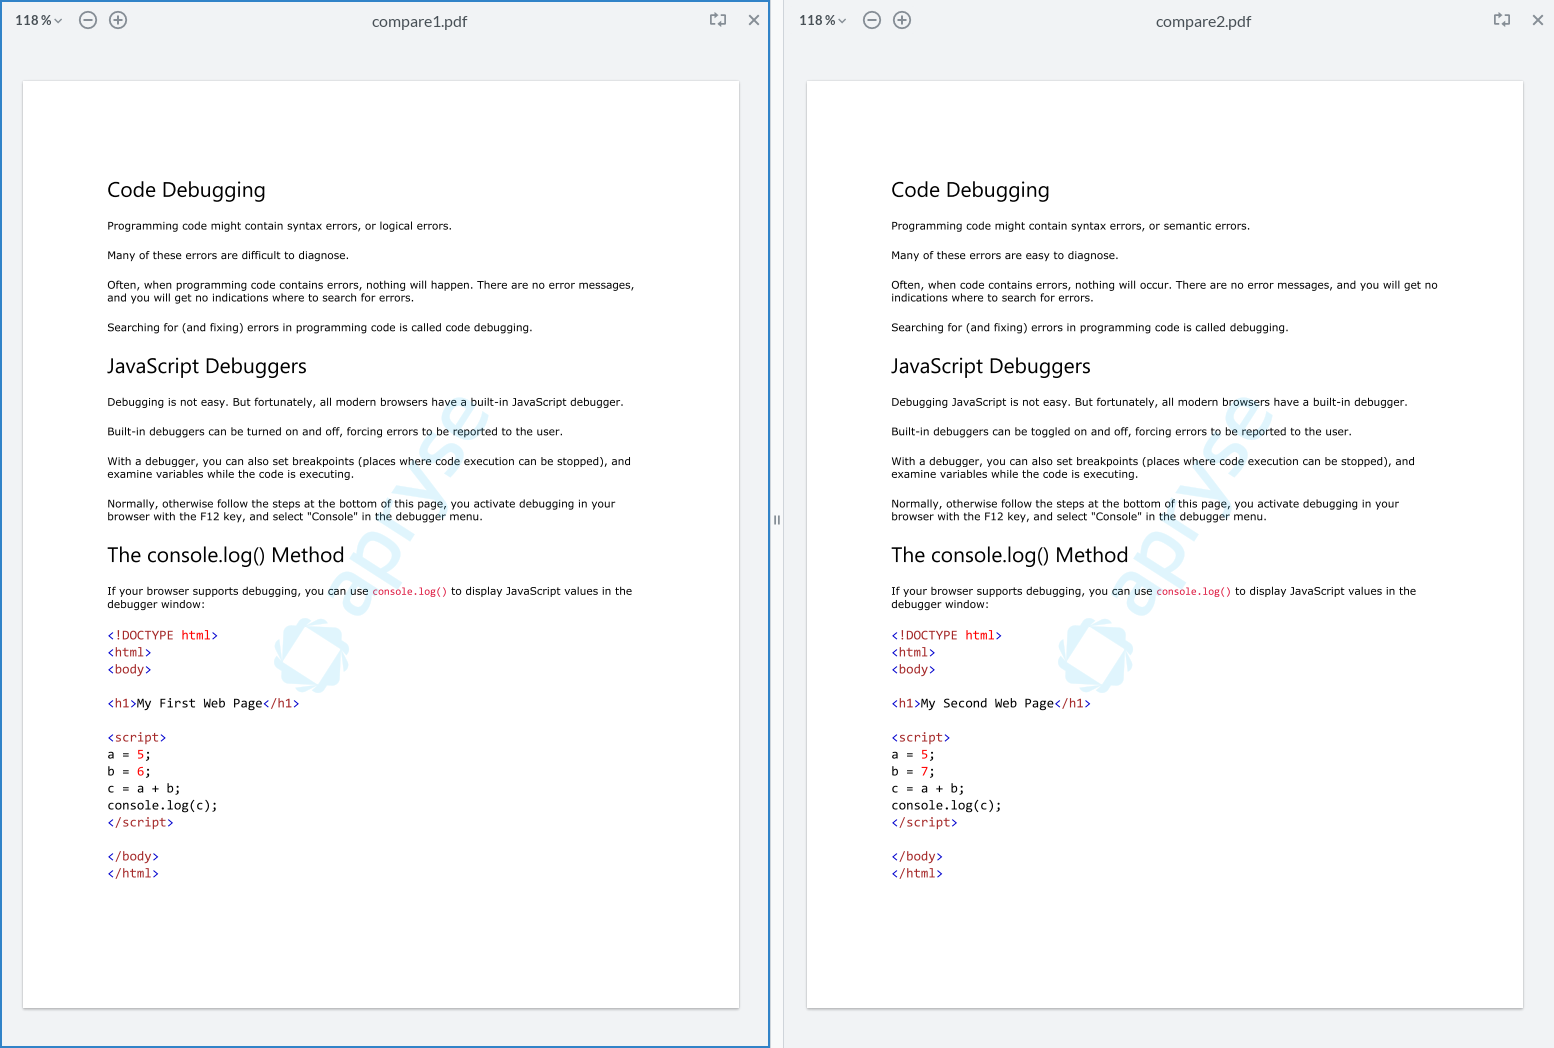 118 %
compare1.pdf
Code Debugging
Programming code might contain syntax errors, or logical errors.
Many of these errors are difficult to diagnose.
Often, when programming code contains errors, nothing will happen. There are no error messages,
and you will get no indications where to search for errors.
Searching for (and fixing) errors in programming code is called code debugging.
JavaScript Debuggers
Debugging is not easy. But fortunately, all modern browsers have a built-in JavaScript debugger.
Built-in debuggers can be turned on and off, forcing errors to be reported to the user.
With a debugger, you can also set breakpoints (places where code execution can be stopped), and
examine variables while the code is executing.
Normally, otherwise follow the steps at the bottom of this page, you activate debugging in your
browser with the F12 key, and select "Console" in the debugger menu.
The console.log() Method
If your browser supports debugging, you can use console.log() to display JavaScript values in the
debugger window:
<!DOCTYPE html>
<html>
<body>
<h1>My First Web Page</h1>
<script>
a = 5;
b = 6;
c = a + b;
console.log(c);
</script>
</body>
</html>
apryse
118 %
compare2.pdf
Code Debugging
Programming code might contain syntax errors, or semantic errors.
Many of these errors are easy to diagnose.
Often, when code contains errors, nothing will occur. There are no error messages, and you will get no
indications where to search for errors.
Searching for (and fixing) errors in programming code is called debugging.
JavaScript Debuggers
Debugging JavaScript is not easy. But fortunately, all modern browsers have a built-in debugger.
Built-in debuggers can be toggled on and off, forcing errors to be reported to the user.
With a debugger, you can also set breakpoints (places where code execution can be stopped), and
examine variables while the code is executing.
Normally, otherwise follow the steps at the bottom of this page, you activate debugging in your
browser with the F12 key, and select "Console" in the debugger menu.
The console.log() Method
If your browser supports debugging, you can use console.log() to display JavaScript values in the
debugger window:
<!DOCTYPE html>
<html>
<body>
<h1>My Second Web Page</h1>
<script>
a = 5;
b = 7;
c = a + b;
console.log(c);
</script>
</body>
</html>
apryse